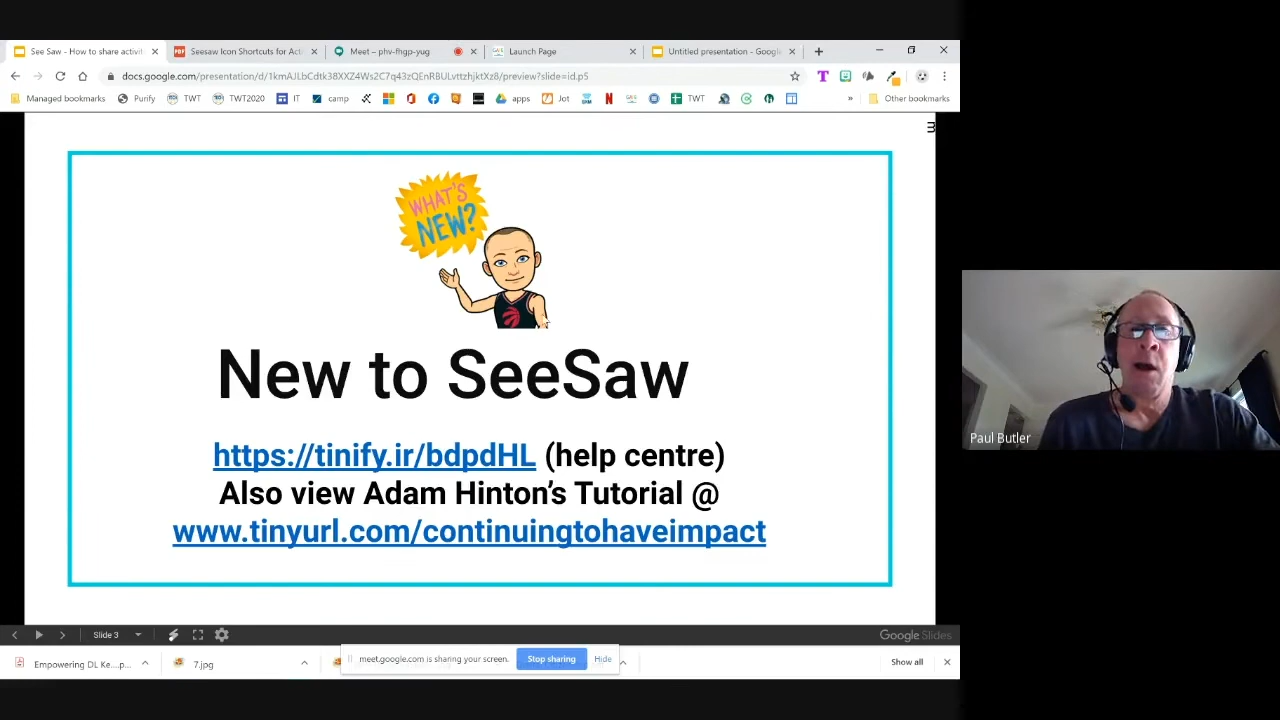 See Saw - How to share activit
Seesaw Icon Shortcuts for Act
Meet – phv-fhgp-yug
Launch Page
Untitled presentation - Google
docs.google.com/presentation/d/1kmAJLbCdtk38XXZ4Ws2C7q43zQEnRBULvttzhjktXz8/preview?slide=id.p5
Managed bookmarks
Purify
TWT
TWT2020
IT
camp
apps
Jot
TWT
Other bookmarks
WHAT'S
NEW?
New to SeeSaw
https://tinify.ir/bdpdHL (help centre)
Also view Adam Hinton's Tutorial @
www.tinyurl.com/continuingtohaveimpact
Paul Butler
Slide 3
Google Slides
Empowering DL Ke....p...
7.jpg
meet.google.com is sharing your screen.
Stop sharing
Hide
Show all